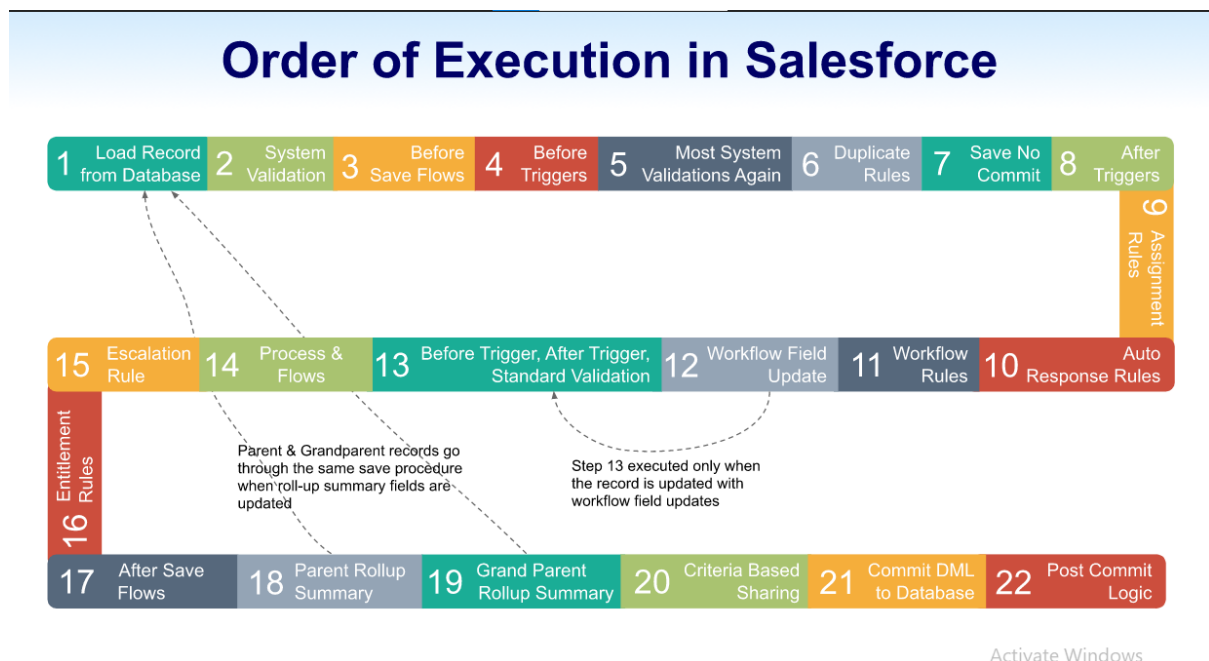 Order of Execution in Salesforce
1
Load Record
from Database
2
System
Validation
3
Before
Save Flows
4
Before
Triggers
5
Most System
Validations Again
6
Duplicate
Rules
7
Save No
Commit
8
After
Triggers
9
Assignment
Rules
10
Auto
Response Rules
11
Workflow
Rules
12
Workflow Field
Update
13
Before Trigger, After Trigger,
Standard Validation
14
Process &
Flows
15
Escalation
Rule
Parent & Grandparent records go
through the same save procedure
when roll-up summary fields are
updated
Step 13 executed only when
the record is updated with
workflow field updates
16
Entitlement
Rules
17
After Save
Flows
18
Parent Rollup
Summary
19
Grand Parent
Rollup Summary
20
Criteria Based
Sharing
21
Commit DML
to Database
22
Post Commit
Logic
Activate Windows